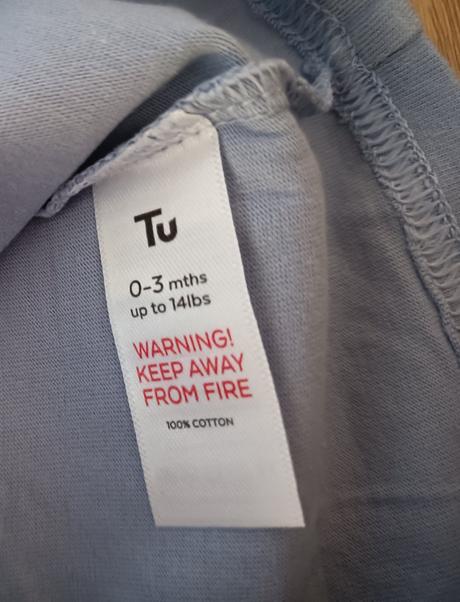 Tu
0-3 mths
up to 14lbs
WARNING!
KEEP AWAY
FROM FIRE
100% COTTON